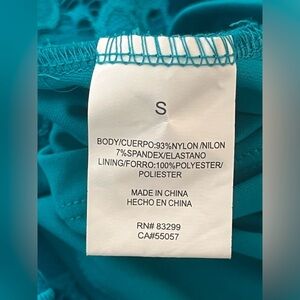 S
BODY/CUERPO:93%NYLON /NILON
7%SPANDEX/ELASTANO
LINING/FORRO:100%POLYESTER/
POLIESTER
MADE IN CHINA
HECHO EN CHINA
RN# 83299
CA#55057